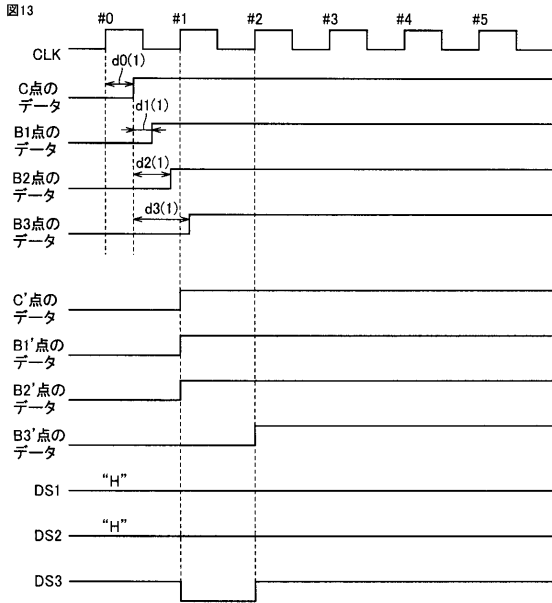 図13
#0 #1 #2 #3 #4 #5
CLK
d0(1)
C点の
データ
d1(1)
B1点の
データ
d2(1)
B2点の
データ
d3(1)
B3点の
データ
C'点の
データ
B1'点の
データ
B2'点の
データ
B3'点の
データ
"H"
DS1
"H"
DS2
DS3